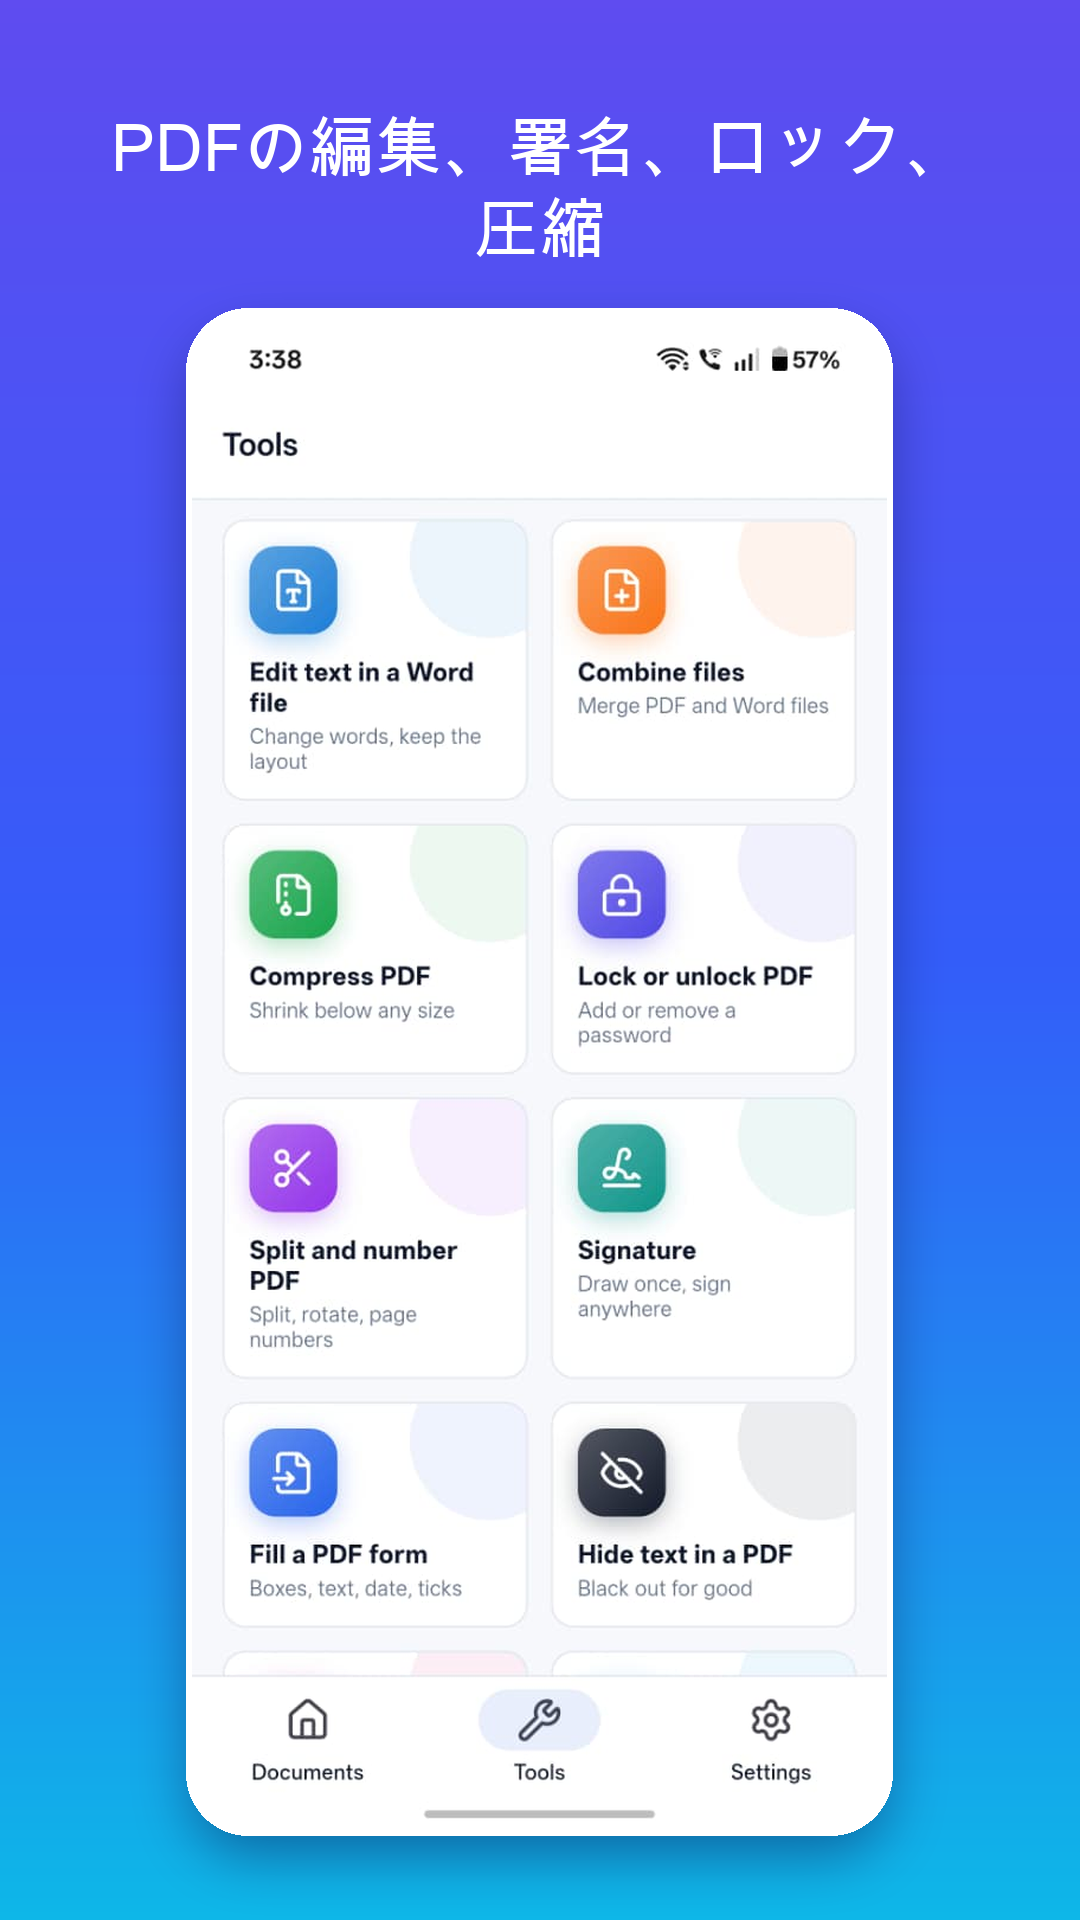 PDFの編集、署名、ロック、
圧縮
3:38
57%
Tools
Edit text in a Word
file
Change words, keep the
layout
Combine files
Merge PDF and Word files
Compress PDF
Shrink below any size
Lock or unlock PDF
Add or remove a
password
Split and number
PDF
Split, rotate, page
numbers
Signature
Draw once, sign
anywhere
Fill a PDF form
Boxes, text, date, ticks
Hide text in a PDF
Black out for good
Documents
Tools
Settings